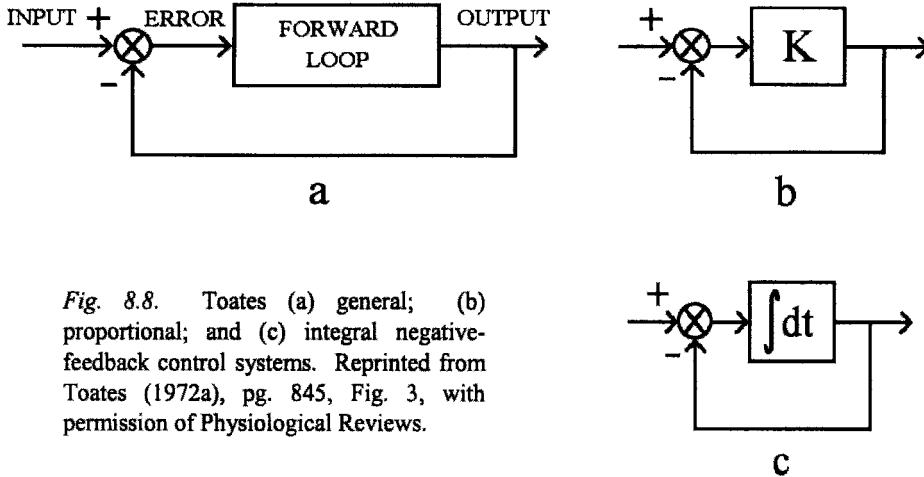 INPUT + ERROR FORWARD LOOP OUTPUT
−
a
+ K
−
b
Fig. 8.8. Toates (a) general; (b)
proportional; and (c) integral negative-
feedback control systems. Reprinted from
Toates (1972a), pg. 845, Fig. 3, with
permission of Physiological Reviews.
+ ∫dt
−
c